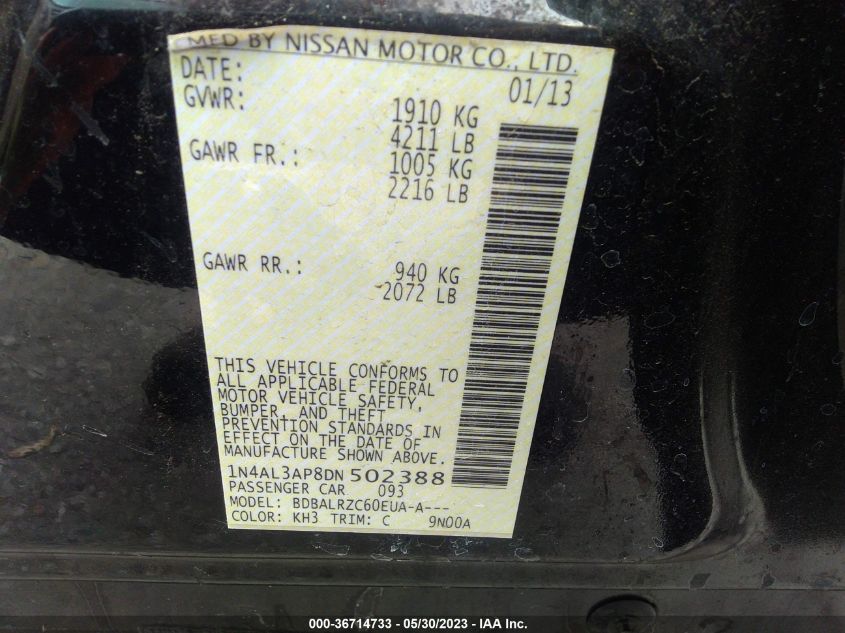 MFD BY NISSAN MOTOR CO., LTD.
DATE: 01/13
GVWR: 1910 KG
4211 LB
GAWR FR.: 1005 KG
2216 LB
GAWR RR.: 940 KG
2072 LB
THIS VEHICLE CONFORMS TO
ALL APPLICABLE FEDERAL
MOTOR VEHICLE SAFETY,
BUMPER, AND THEFT
PREVENTION STANDARDS IN
EFFECT ON THE DATE OF
MANUFACTURE SHOWN ABOVE.
1N4AL3AP8DN 502388
PASSENGER CAR 093
MODEL: BDBALRZC60EUA-A---
COLOR: KH3 TRIM: C 9N00A
000-36714733 - 05/30/2023 - IAA Inc.